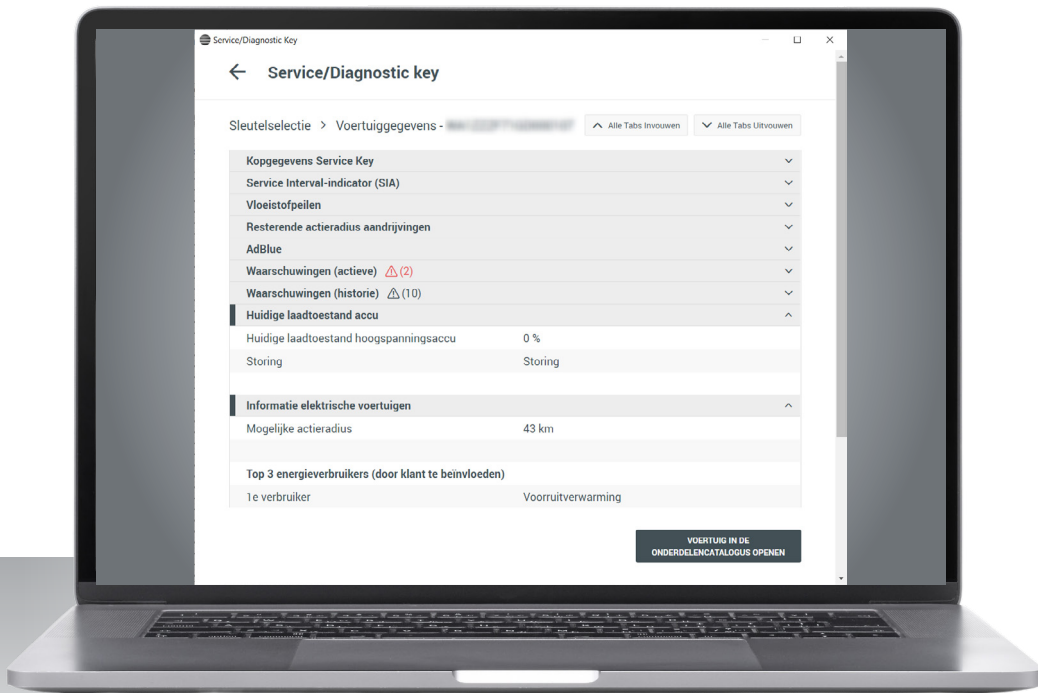 Service/Diagnostic Key
Service/Diagnostic key
Sleutelselectie > Voertuiggegevens -
Alle Tabs Invouwen
Alle Tabs Uitvouwen
Kopgegevens Service Key
Service Interval-indicator (SIA)
Vloeistofpeilen
Resterende actieradius aandrijvingen
AdBlue
Waarschuwingen (actieve) (2)
Waarschuwingen (historie) (10)
Huidige laadtoestand accu
Huidige laadtoestand hoogspanningsaccu 0 %
Storing Storing
Informatie elektrische voertuigen
Mogelijke actieradius 43 km
Top 3 energieverbruikers (door klant te beïnvloeden)
1e verbruiker Voorruitverwarming
VOERTUIG IN DE
ONDERDELENCATALOGUS OPENEN